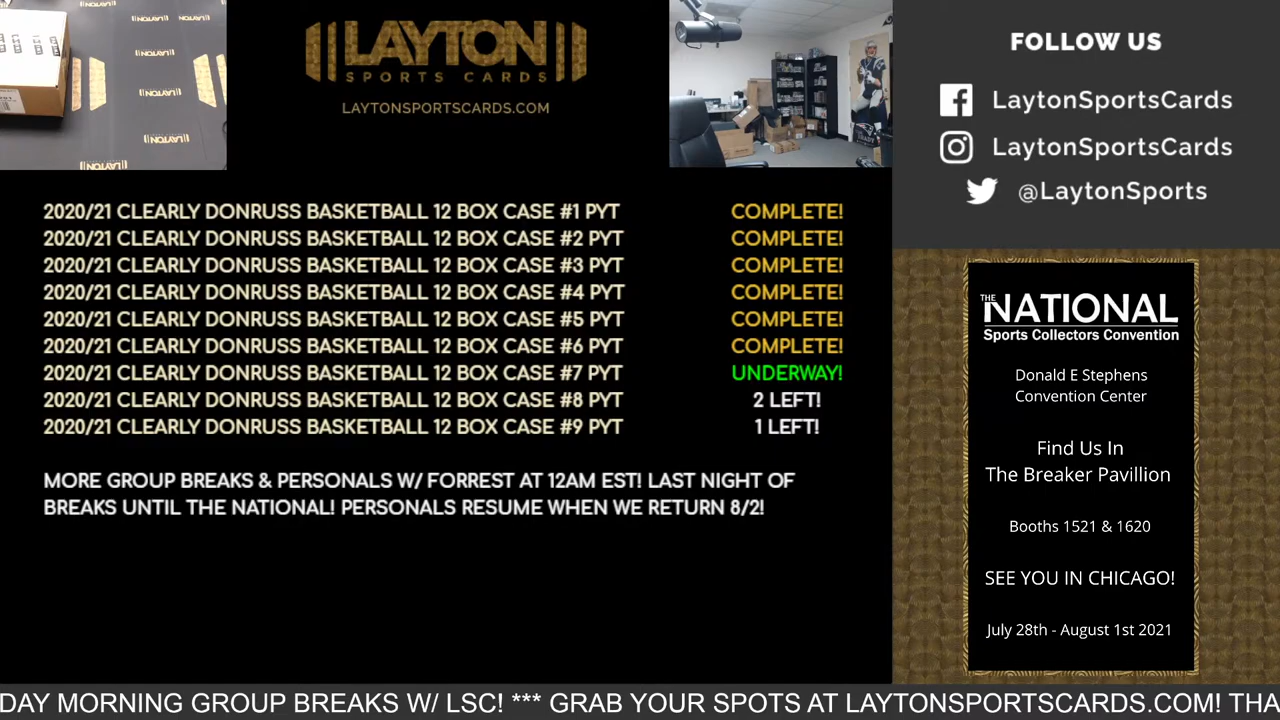 LAYTON
SPORTS CARDS
LAYTONSPORTSCARDS.COM
FOLLOW US
LaytonSportsCards
LaytonSportsCards
@LaytonSports
2020/21 CLEARLY DONRUSS BASKETBALL 12 BOX CASE #1 PYT COMPLETE!
2020/21 CLEARLY DONRUSS BASKETBALL 12 BOX CASE #2 PYT COMPLETE!
2020/21 CLEARLY DONRUSS BASKETBALL 12 BOX CASE #3 PYT COMPLETE!
2020/21 CLEARLY DONRUSS BASKETBALL 12 BOX CASE #4 PYT COMPLETE!
2020/21 CLEARLY DONRUSS BASKETBALL 12 BOX CASE #5 PYT COMPLETE!
2020/21 CLEARLY DONRUSS BASKETBALL 12 BOX CASE #6 PYT COMPLETE!
2020/21 CLEARLY DONRUSS BASKETBALL 12 BOX CASE #7 PYT UNDERWAY!
2020/21 CLEARLY DONRUSS BASKETBALL 12 BOX CASE #8 PYT 2 LEFT!
2020/21 CLEARLY DONRUSS BASKETBALL 12 BOX CASE #9 PYT 1 LEFT!
MORE GROUP BREAKS & PERSONALS W/ FORREST AT 12AM EST! LAST NIGHT OF
BREAKS UNTIL THE NATIONAL! PERSONALS RESUME WHEN WE RETURN 8/2!
THE NATIONAL
Sports Collectors Convention
Donald E Stephens
Convention Center
Find Us In
The Breaker Pavillion
Booths 1521 & 1620
SEE YOU IN CHICAGO!
July 28th - August 1st 2021
DAY MORNING GROUP BREAKS W/ LSC! *** GRAB YOUR SPOTS AT LAYTONSPORTSCARDS.COM! THA